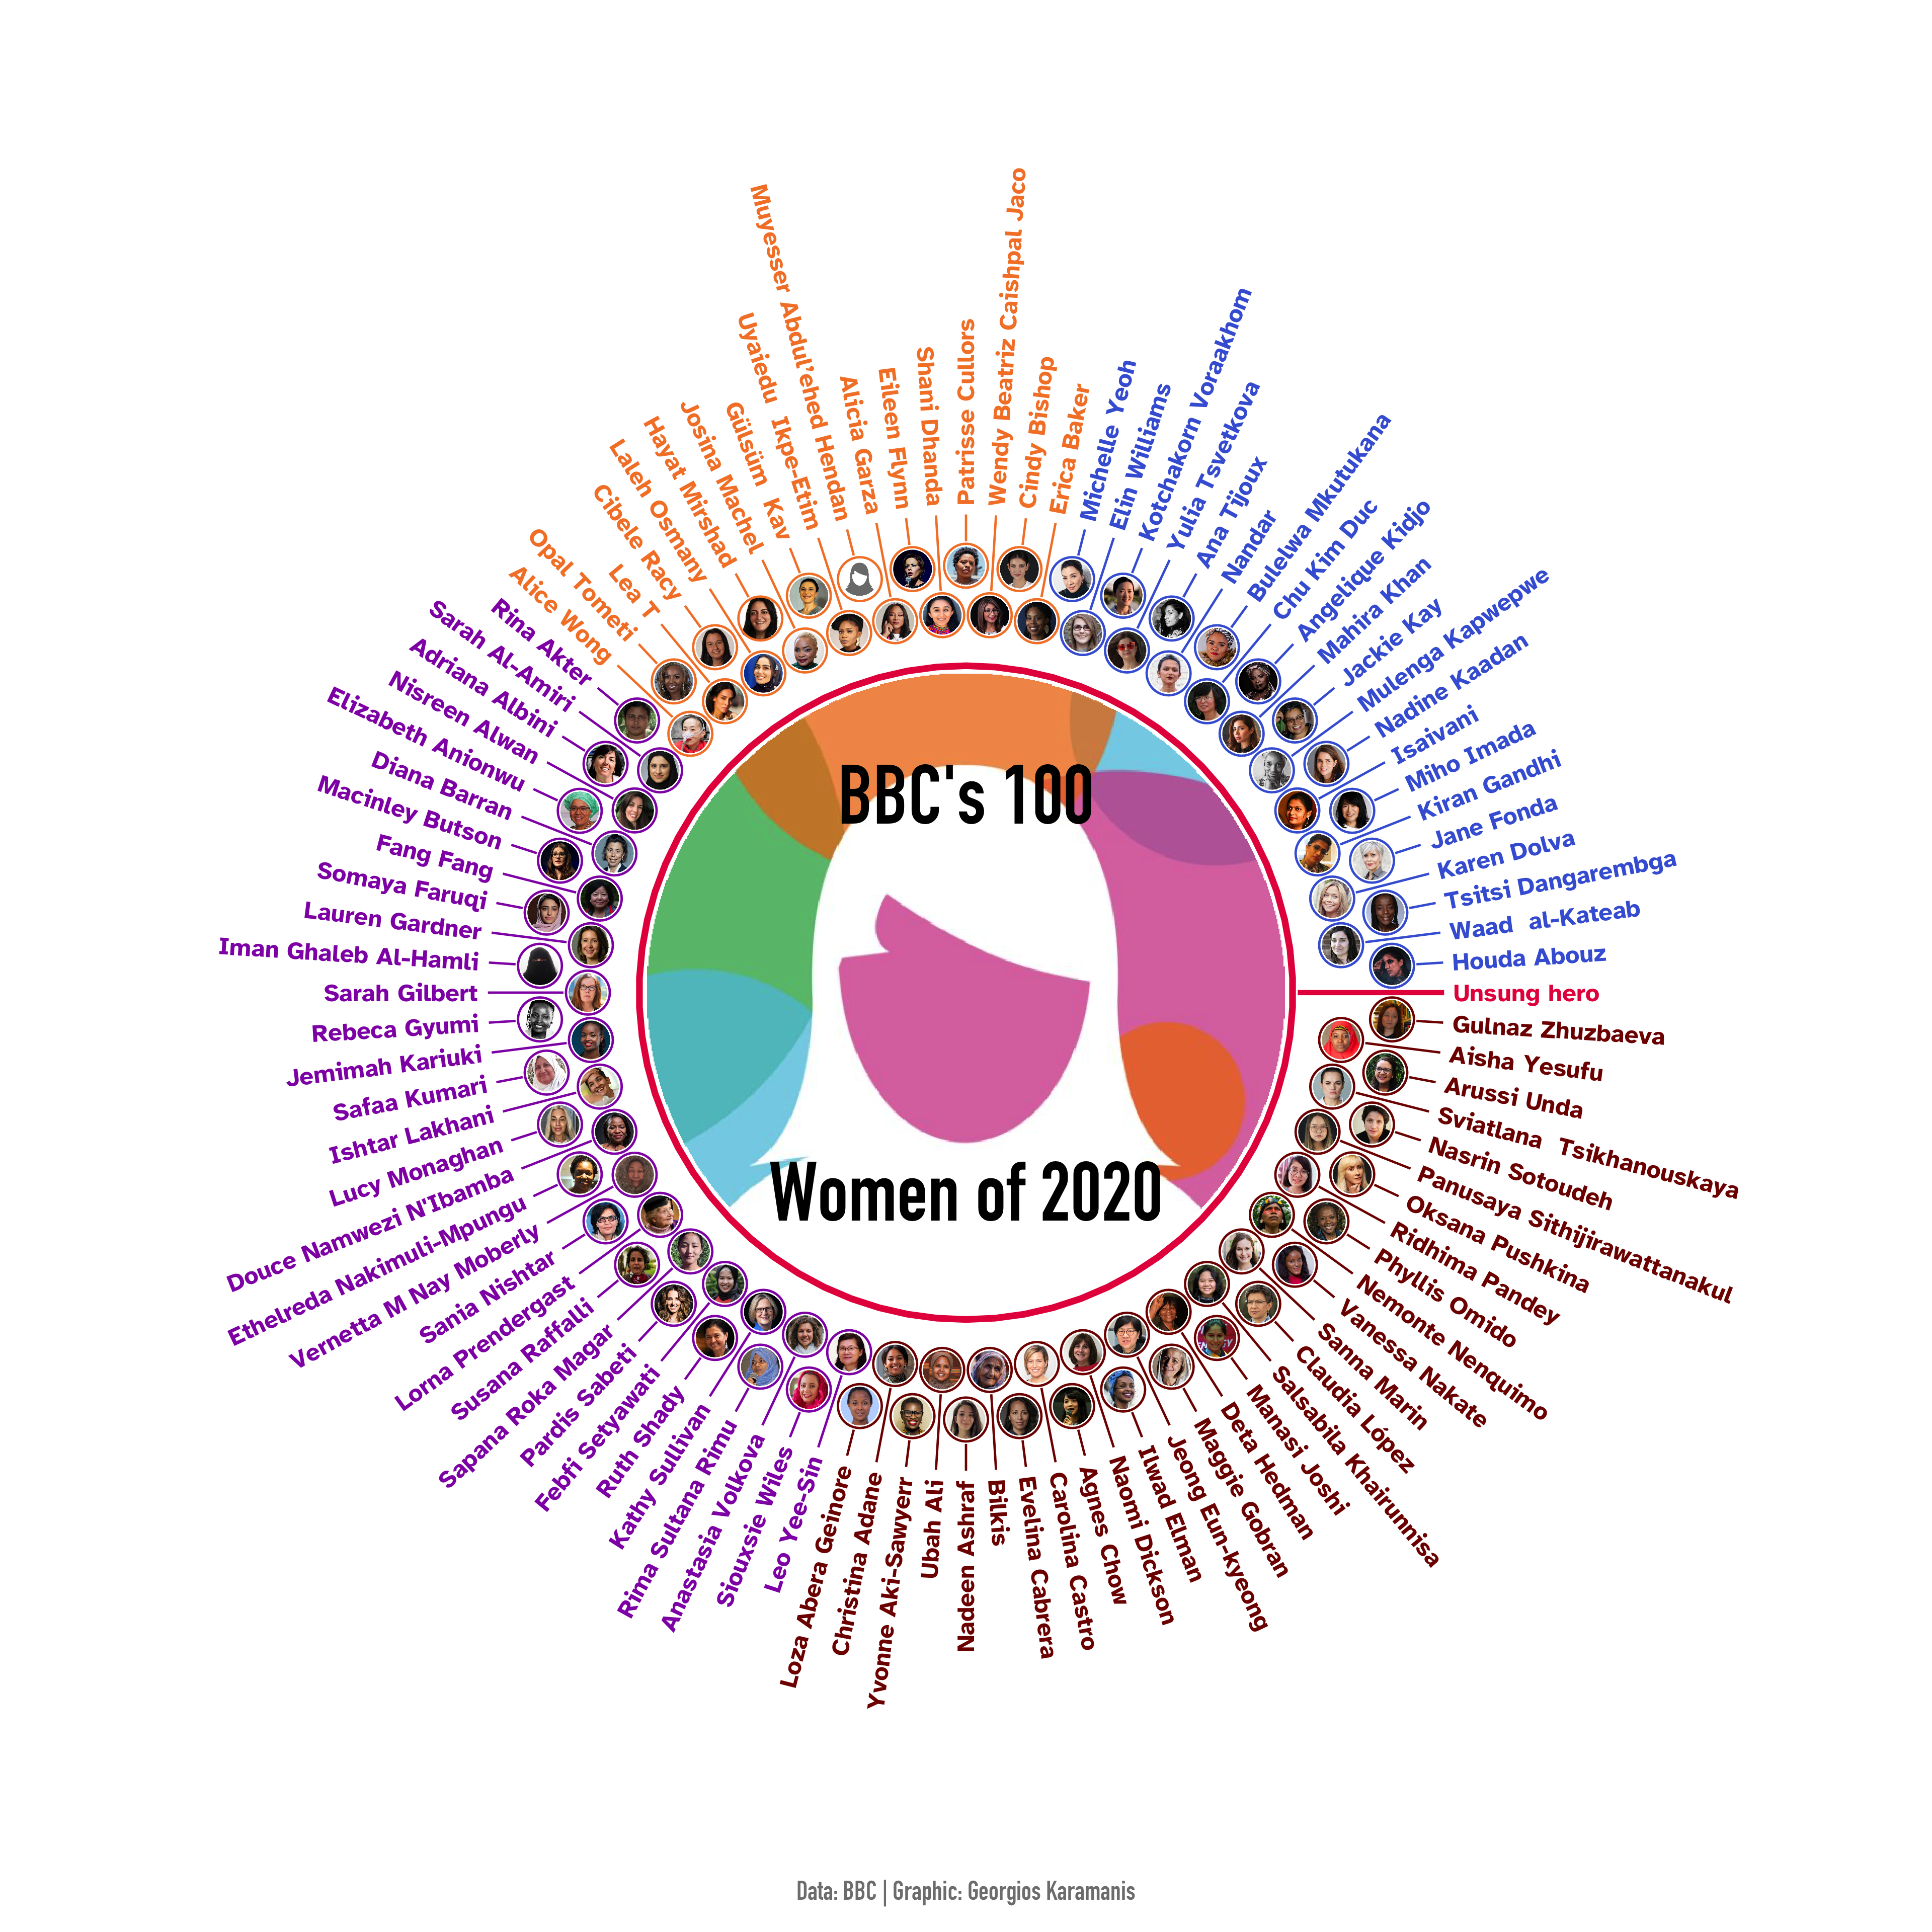 BBC's 100
Women of 2020
Unsung hero
Houda Abouz
Waad  al-Kateab
Tsitsi Dangarembga
Karen Dolva
Jane Fonda
Kiran Gandhi
Miho Imada
Isaivani
Nadine Kaadan
Mulenga Kapwepwe
Jackie Kay
Mahira Khan
Angelique Kidjo
Chu Kim Duc
Bulelwa Mkutukana
Nandar
Ana Tijoux
Yulia Tsvetkova
Kotchakorn Voraakhom
Elin Williams
Michelle Yeoh
Erica Baker
Cindy Bishop
Wendy Beatriz Caishpal Jaco
Patrisse Cullors
Shani Dhanda
Eileen Flynn
Alicia Garza
Muyesser Abdul'ehed Hendan
Uyaiedu  Ikpe-Etim
Gülsüm  Kav
Josina Machel
Hayat Mirshad
Laleh Osmany
Cibele Racy
Lea T
Opal Tometi
Alice Wong
Rina Akter
Sarah Al-Amiri
Adriana Albini
Nisreen Alwan
Elizabeth Anionwu
Diana Barran
Macinley Butson
Fang Fang
Somaya Faruqi
Lauren Gardner
Iman Ghaleb Al-Hamli
Sarah Gilbert
Rebeca Gyumi
Jemimah Kariuki
Safaa Kumari
Ishtar Lakhani
Lucy Monaghan
Douce Namwezi N'Ibamba
Ethelreda Nakimuli-Mpungu
Vernetta M Nay Moberly
Sania Nishtar
Lorna Prendergast
Susana Raffalli
Sapana Roka Magar
Pardis Sabeti
Febfi Setyawati
Ruth Shady
Kathy Sullivan
Rima Sultana Rimu
Anastasia Volkova
Siouxsie Wiles
Leo Yee-Sin
Loza Abera Geinore
Christina Adane
Yvonne Aki-Sawyerr
Ubah Ali
Nadeen Ashraf
Bilkis
Evelina Cabrera
Carolina Castro
Agnes Chow
Naomi Dickson
Ilwad Elman
Jeong Eun-kyeong
Maggie Gobran
Deta Hedman
Manasi Joshi
Salsabila Khairunnisa
Claudia López
Sanna Marin
Vanessa Nakate
Nemonte Nenquimo
Phyllis Omido
Ridhima Pandey
Oksana Pushkina
Panusaya Sithijirawattanakul
Nasrin Sotoudeh
Sviatlana  Tsikhanouskaya
Arussi Unda
Aisha Yesufu
Gulnaz Zhuzbaeva
Data: BBC | Graphic: Georgios Karamanis